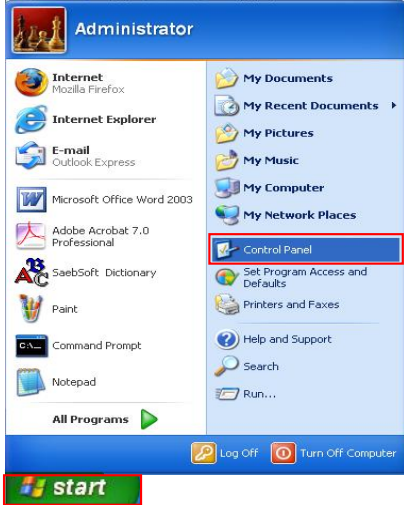 Administrator
Internet
Mozilla Firefox
Internet Explorer
E-mail
Outlook Express
Microsoft Office Word 2003
Adobe Acrobat 7.0
Professional
SaebSoft Dictionary
Paint
Command Prompt
Notepad
All Programs
My Documents
My Recent Documents
My Pictures
My Music
My Computer
My Network Places
Control Panel
Set Program Access and
Defaults
Printers and Faxes
Help and Support
Search
Run...
Log Off
Turn Off Computer
start